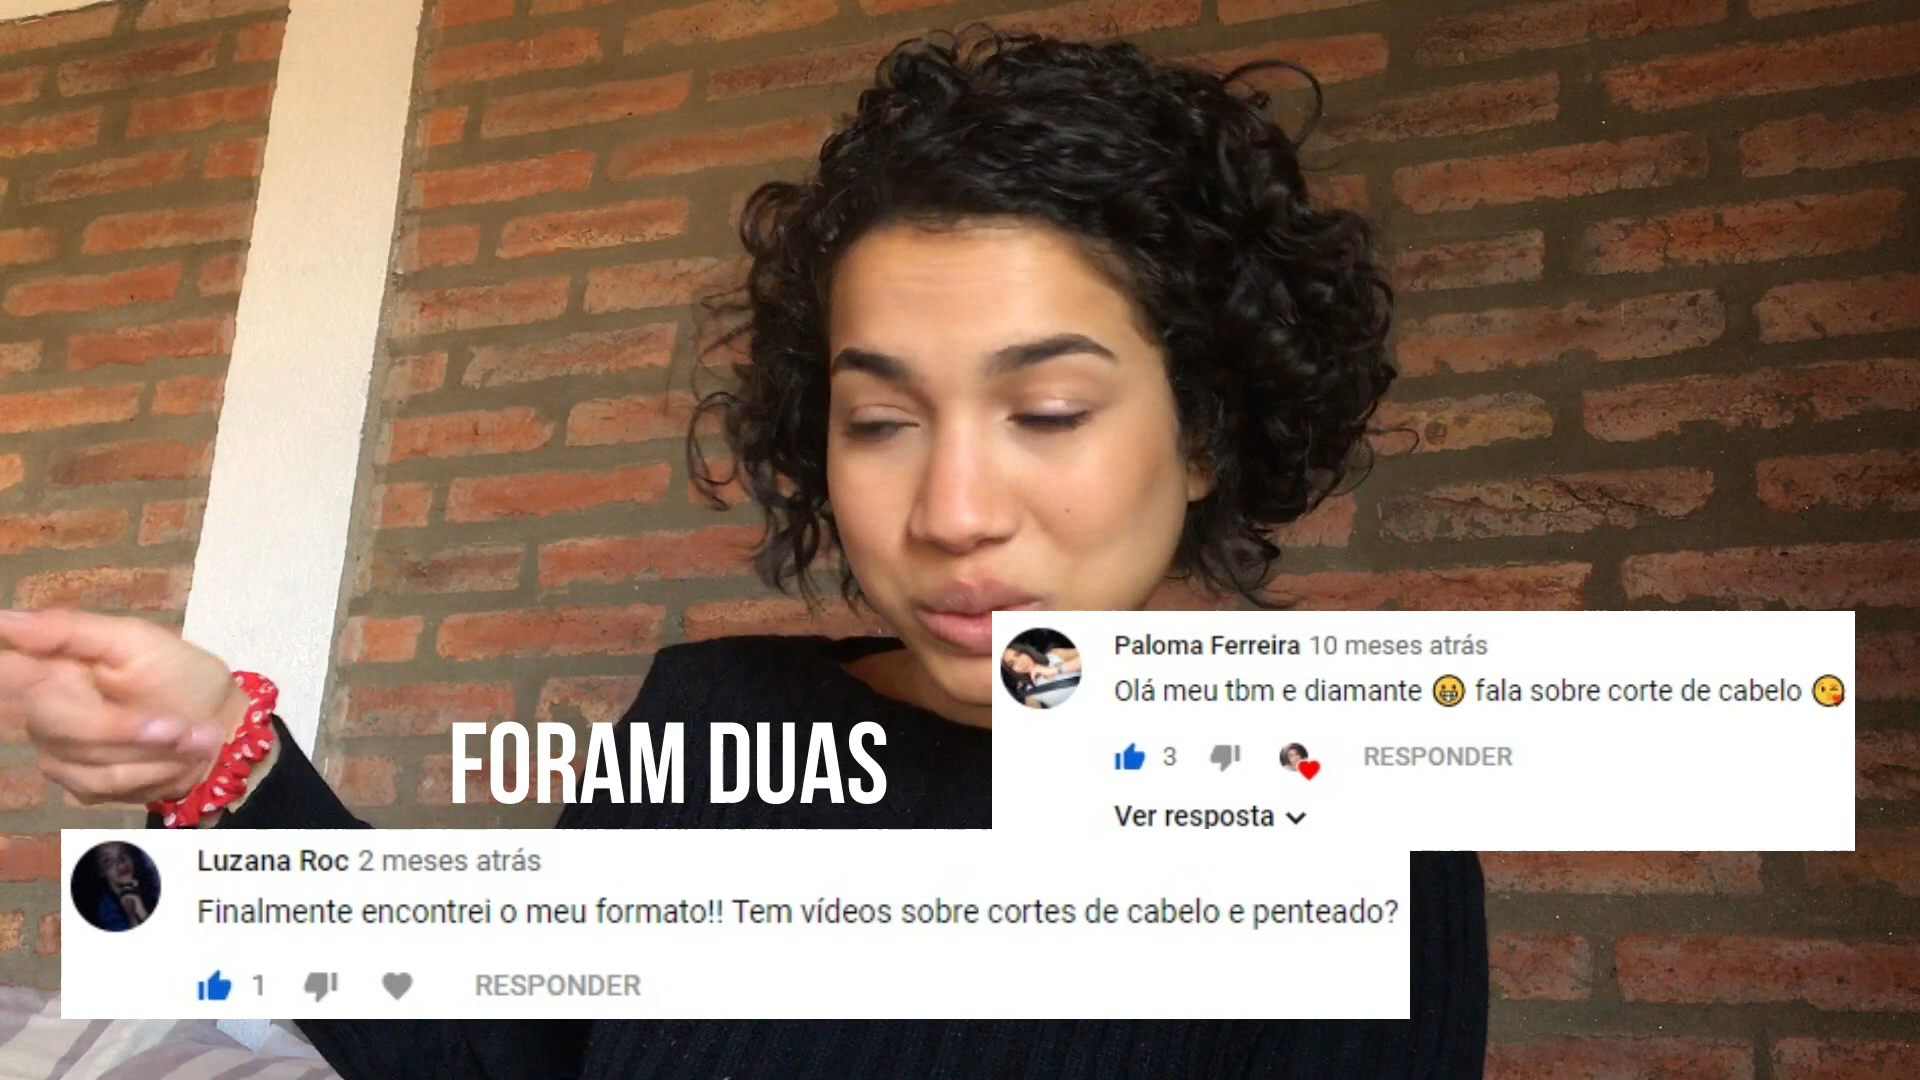 Paloma Ferreira 10 meses atrás
Olá meu tbm e diamante 😀 fala sobre corte de cabelo 😘
3 RESPONDER
Ver resposta
FORAM DUAS
Luzana Roc 2 meses atrás
Finalmente encontrei o meu formato!! Tem vídeos sobre cortes de cabelo e penteado?
1 RESPONDER